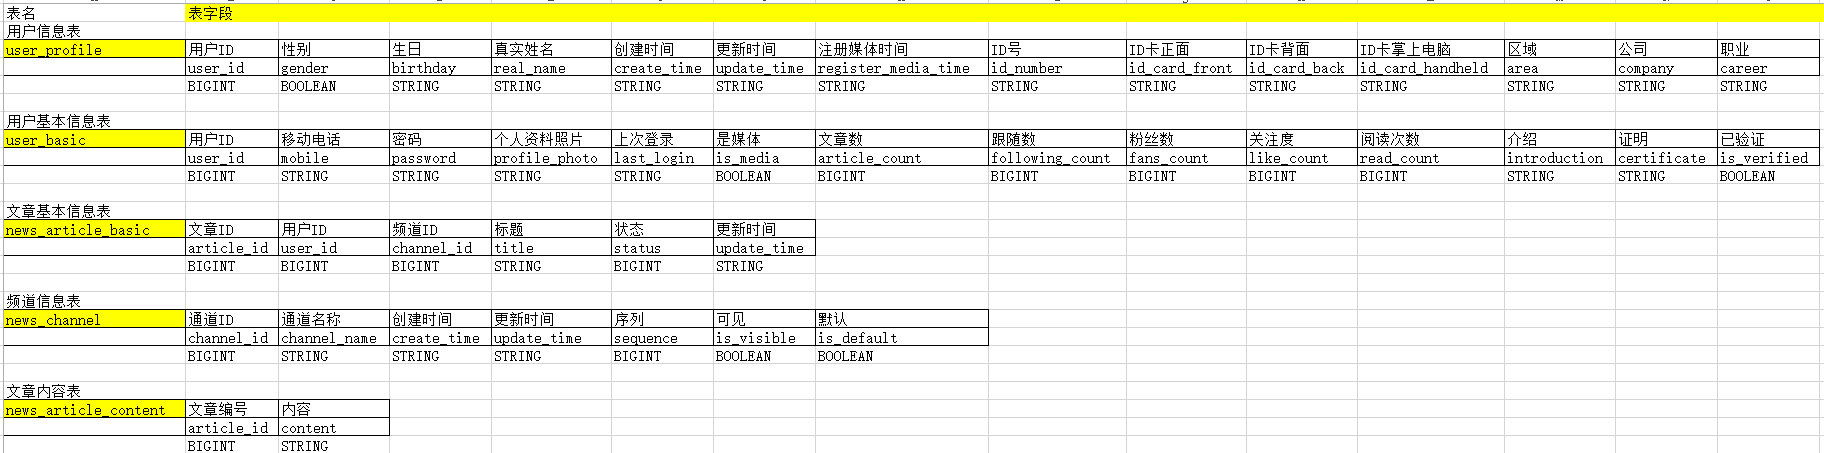 表名 表字段
用户信息表
user_profile 用户ID 性别 生日 真实姓名 创建时间 更新时间 注册媒体时间 ID号 ID卡正面 ID卡背面 ID卡掌上电脑 区域 公司 职业
user_id gender birthday real_name create_time update_time register_media_time id_number id_card_front id_card_back id_card_handheld area company career
BIGINT BOOLEAN STRING STRING STRING STRING STRING STRING STRING STRING STRING STRING STRING STRING
用户基本信息表
user_basic 用户ID 移动电话 密码 个人资料照片 上次登录 是媒体 文章数 跟随数 粉丝数 关注度 阅读次数 介绍 证明 已验证
user_id mobile password profile_photo last_login is_media article_count following_count fans_count like_count read_count introduction certificate is_verified
BIGINT STRING STRING STRING STRING BOOLEAN BIGINT BIGINT BIGINT BIGINT BIGINT STRING STRING BOOLEAN
文章基本信息表
news_article_basic 文章ID 用户ID 频道ID 标题 状态 更新时间
article_id user_id channel_id title status update_time
BIGINT BIGINT BIGINT STRING BIGINT STRING
频道信息表
news_channel 通道ID 通道名称 创建时间 更新时间 序列 可见 默认
channel_id channel_name create_time update_time sequence is_visible is_default
BIGINT STRING STRING STRING BIGINT BOOLEAN BOOLEAN
文章内容表
news_article_content 文章编号 内容
article_id content
BIGINT STRING